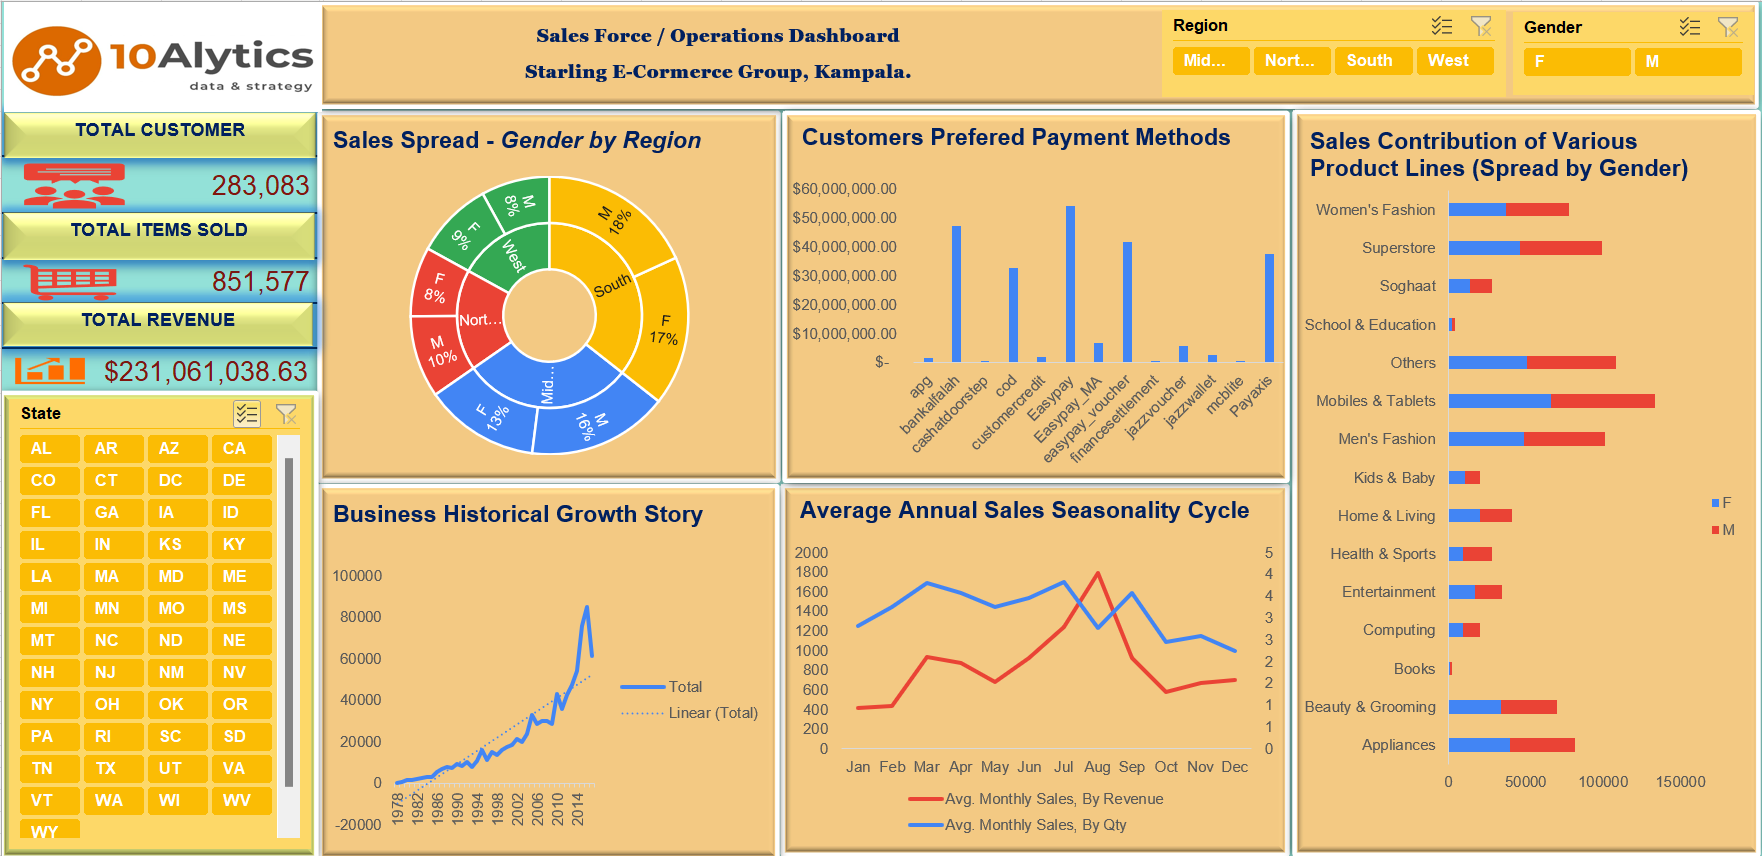 10Alytics
data & strategy
Sales Force / Operations Dashboard
Starling E-Cormerce Group, Kampala.
Region
Mid... Nort... South West
Gender
F M
TOTAL CUSTOMER
283,083
TOTAL ITEMS SOLD
851,577
TOTAL REVENUE
$231,061,038.63
State
AL AR AZ CA
CO CT DC DE
FL GA IA ID
IL IN KS KY
LA MA MD ME
MI MN MO MS
MT NC ND NE
NH NJ NM NV
NY OH OK OR
PA RI SC SD
TN TX UT VA
VT WA WI WV
WY
Sales Spread - Gender by Region
M
18%
F
17%
M
16%
F
13%
M
10%
F
8%
F
9%
M
8%
South
Mid...
Nort...
West
Customers Prefered Payment Methods
$60,000,000.00
$50,000,000.00
$40,000,000.00
$30,000,000.00
$20,000,000.00
$10,000,000.00
$-
apg
bankalfalah
cashatdoorstep
cod
customercredit
Easypay
Easypay_MA
easypay_voucher
financesettlement
jazzvoucher
jazzwallet
mcblite
Payaxis
Sales Contribution of Various
Product Lines (Spread by Gender)
Women's Fashion
Superstore
Soghaat
School & Education
Others
Mobiles & Tablets
Men's Fashion
Kids & Baby
Home & Living
Health & Sports
Entertainment
Computing
Books
Beauty & Grooming
Appliances
0 50000 100000 150000
F
M
Business Historical Growth Story
100000
80000
60000
40000
20000
0
-20000
1978 1982 1986 1990 1994 1998 2002 2006 2010 2014
Total
Linear (Total)
Average Annual Sales Seasonality Cycle
2000
1800
1600
1400
1200
1000
800
600
400
200
0
5
4
4
3
3
2
2
1
1
0
Jan Feb Mar Apr May Jun Jul Aug Sep Oct Nov Dec
Avg. Monthly Sales, By Revenue
Avg. Monthly Sales, By Qty